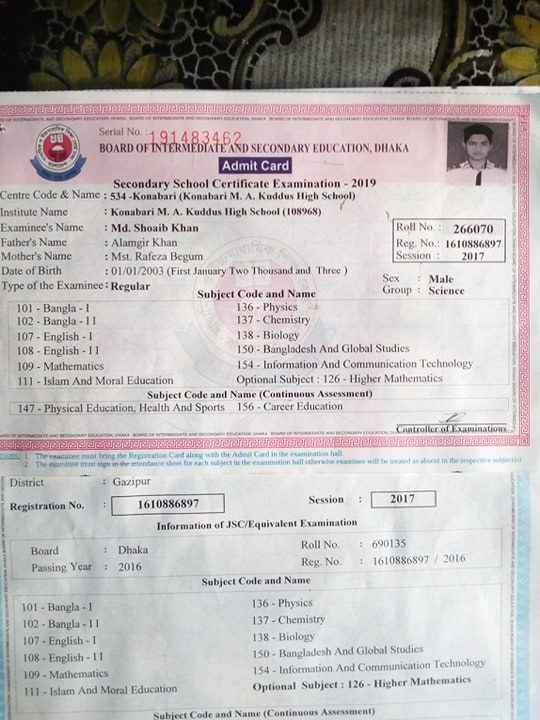 BOARD OF INTERMEDIATE AND SECONDARY EDUCATION, DHAKA
Serial No. : 191483462
BOARD OF INTERMEDIATE AND SECONDARY EDUCATION, DHAKA
Admit Card
Secondary School Certificate Examination - 2019
Centre Code & Name : 534 -Konabari (Konabari M. A. Kuddus High School)
Institute Name : Konabari M. A. Kuddus High School (108968)
Examinee's Name : Md. Shoaib Khan
Father's Name : Alamgir Khan
Mother's Name : Mst. Rafeza Begum
Date of Birth : 01/01/2003 (First January Two Thousand and Three )
Type of the Examinee : Regular
Roll No. : 266070
Reg. No.: 1610886897
Session : 2017
Sex : Male
Group : Science
Subject Code and Name
101 - Bangla - I 136 - Physics
102 - Bangla - I I 137 - Chemistry
107 - English - I 138 - Biology
108 - English - I I 150 - Bangladesh And Global Studies
109 - Mathematics 154 - Information And Communication Technology
111 - Islam And Moral Education Optional Subject : 126 - Higher Mathematics
Subject Code and Name (Continuous Assessment)
147 - Physical Education, Health And Sports 156 - Career Education
Controller of Examinations
1. The examinee must bring the Registration Card along with the Admit Card in the examination hall.
2. The examinee must sign in the attendance sheet for each subject in the examination hall otherwise examinee will be treated as absent in the respective subject(s).
District : Gazipur
Registration No. : 1610886897 Session : 2017
Information of JSC/Equivalent Examination
Board : Dhaka Roll No. : 690135
Passing Year : 2016 Reg. No. : 1610886897 / 2016
Subject Code and Name
101 - Bangla - I 136 - Physics
102 - Bangla - I I 137 - Chemistry
107 - English - I 138 - Biology
108 - English - I I 150 - Bangladesh And Global Studies
109 - Mathematics 154 - Information And Communication Technology
111 - Islam And Moral Education Optional Subject : 126 - Higher Mathematics
Subject Code and Name (Continuous Assessment)